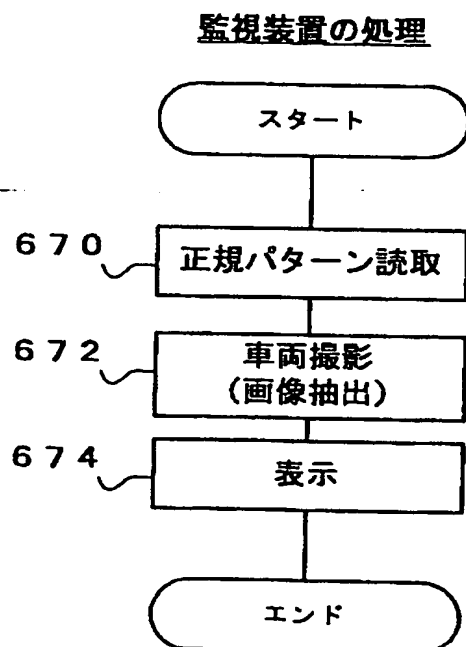 監視装置の処理
スタート
670
正規パターン読取
672
車両撮影
(画像抽出)
674
表示
エンド